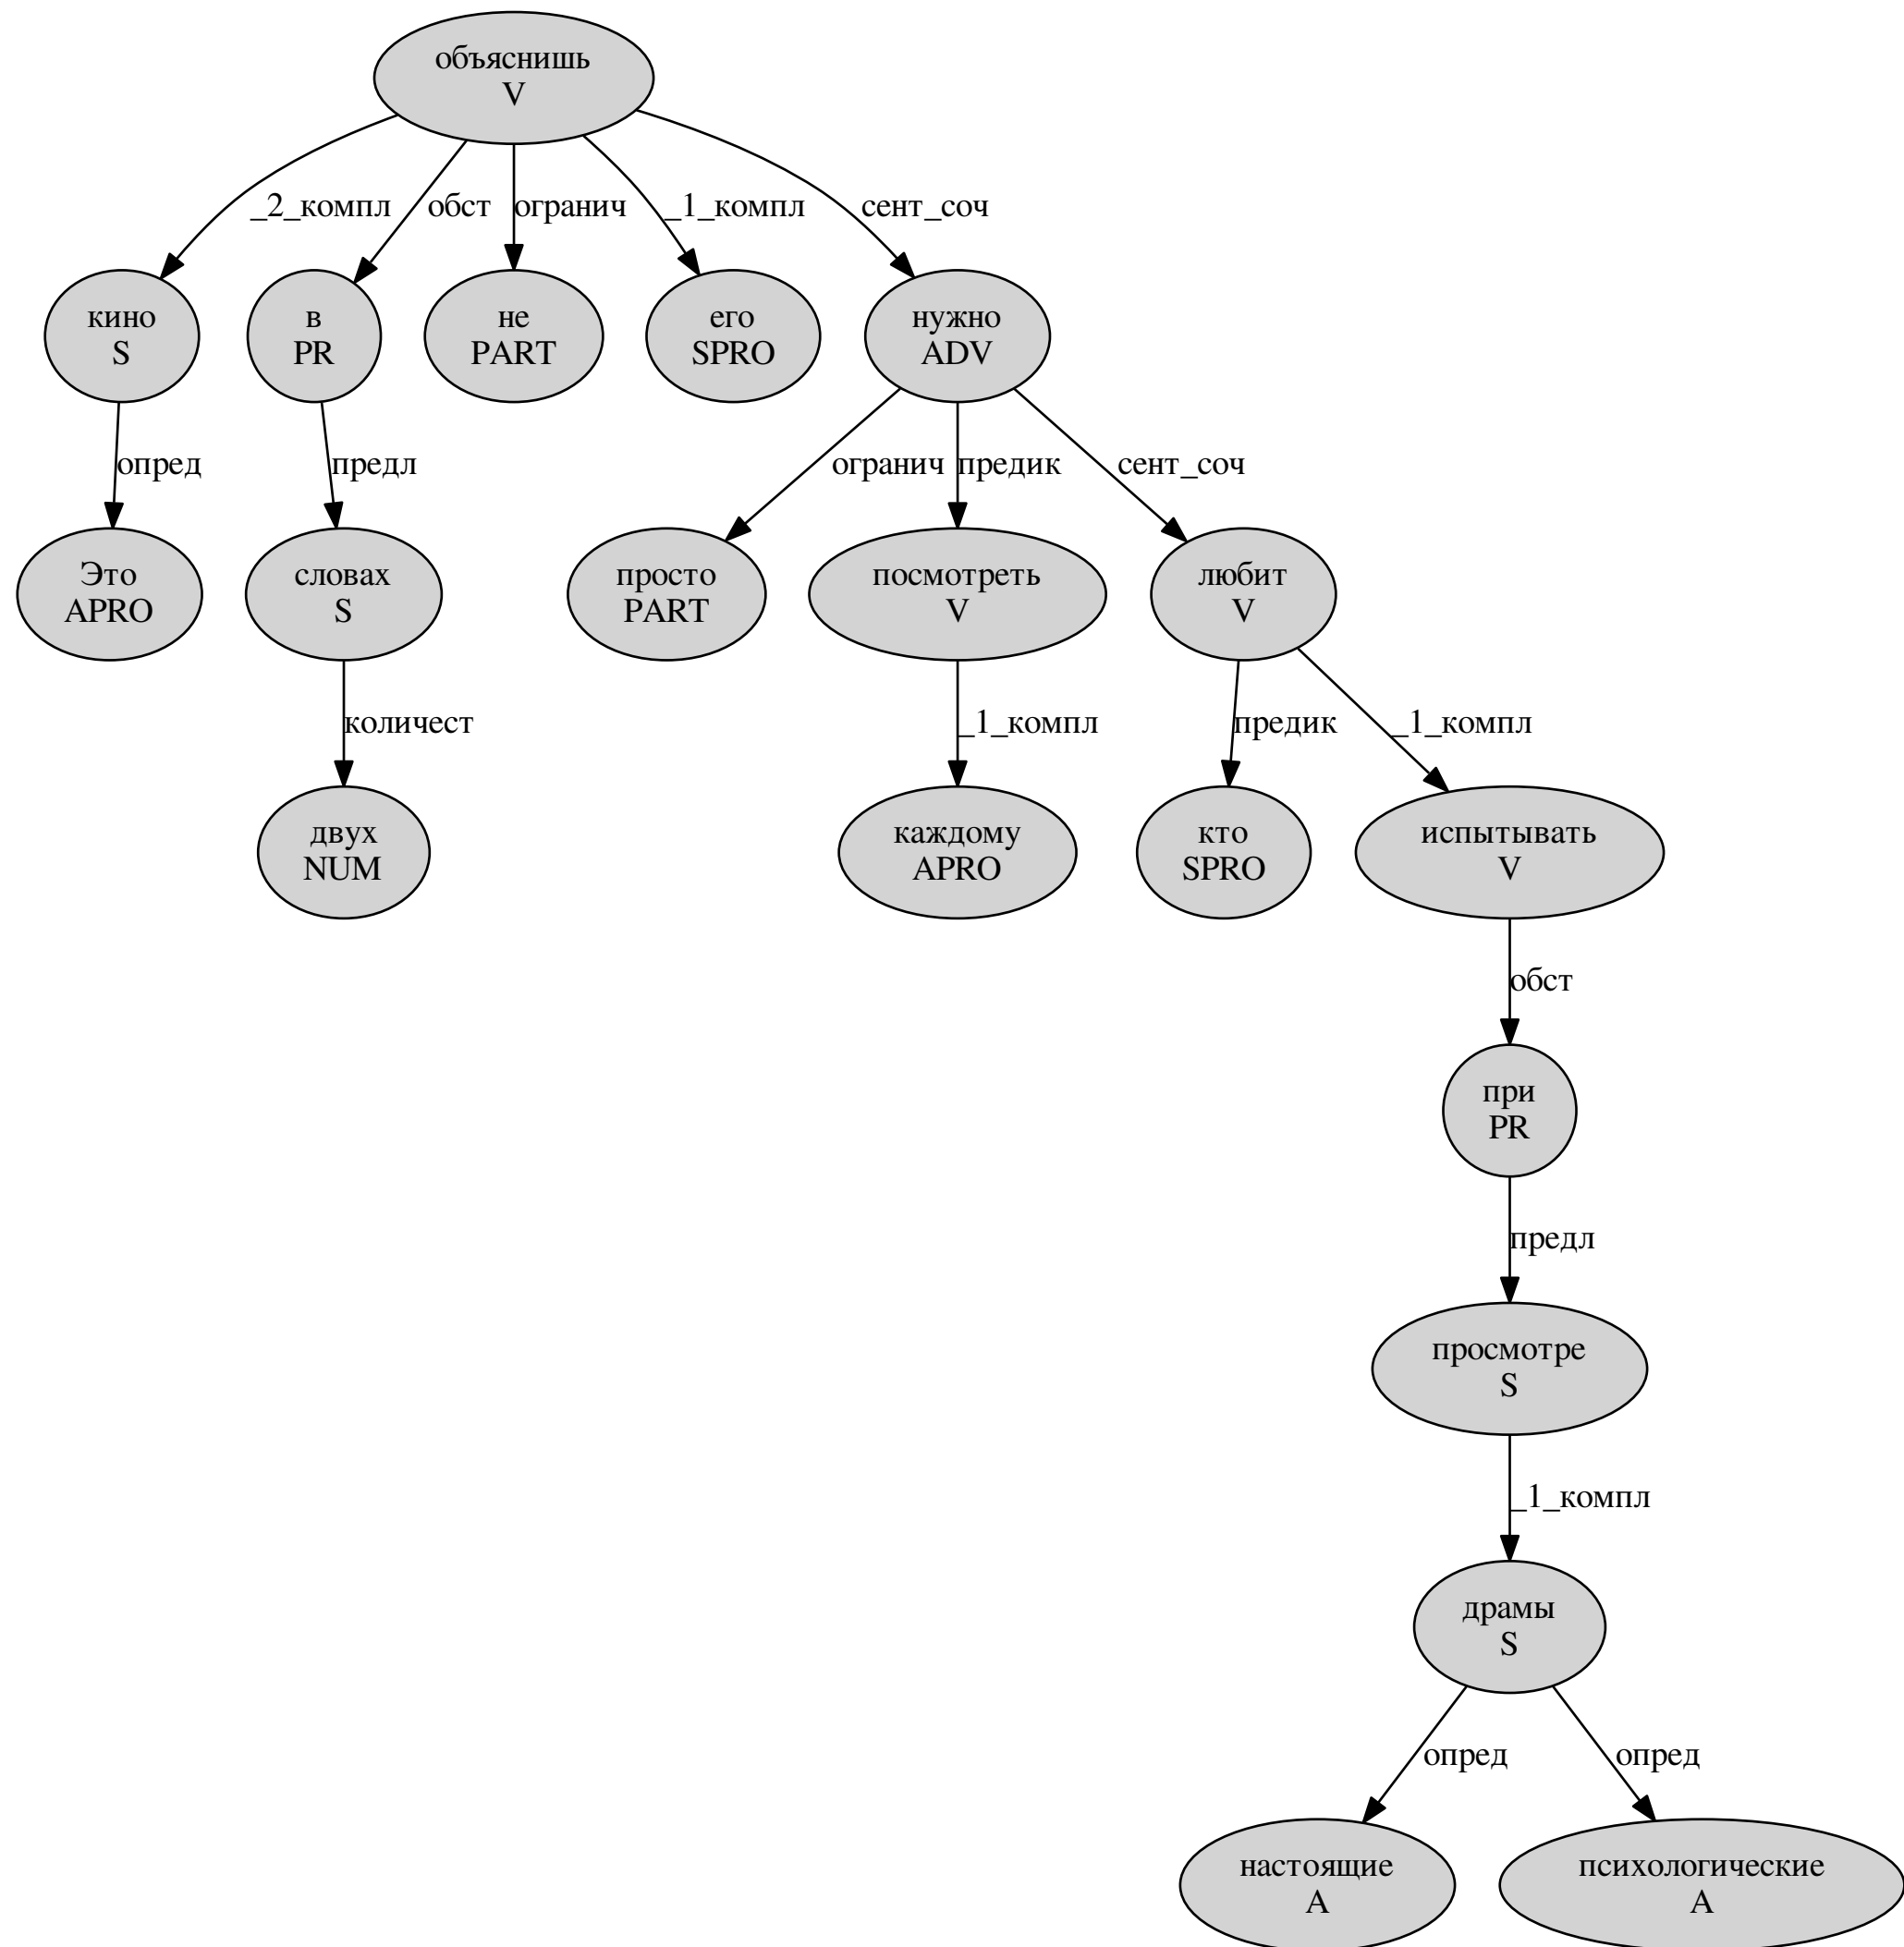 объяснишь
V
_2_компл
обст
огранич
_1_компл
сент_соч
кино
S
в
PR
не
PART
его
SPRO
нужно
ADV
опред
предл
огранич
предик
сент_соч
Это
APRO
словах
S
просто
PART
посмотреть
V
любит
V
количест
_1_компл
предик
_1_компл
двух
NUM
каждому
APRO
кто
SPRO
испытывать
V
обст
при
PR
предл
просмотре
S
_1_компл
драмы
S
опред
опред
настоящие
A
психологические
A